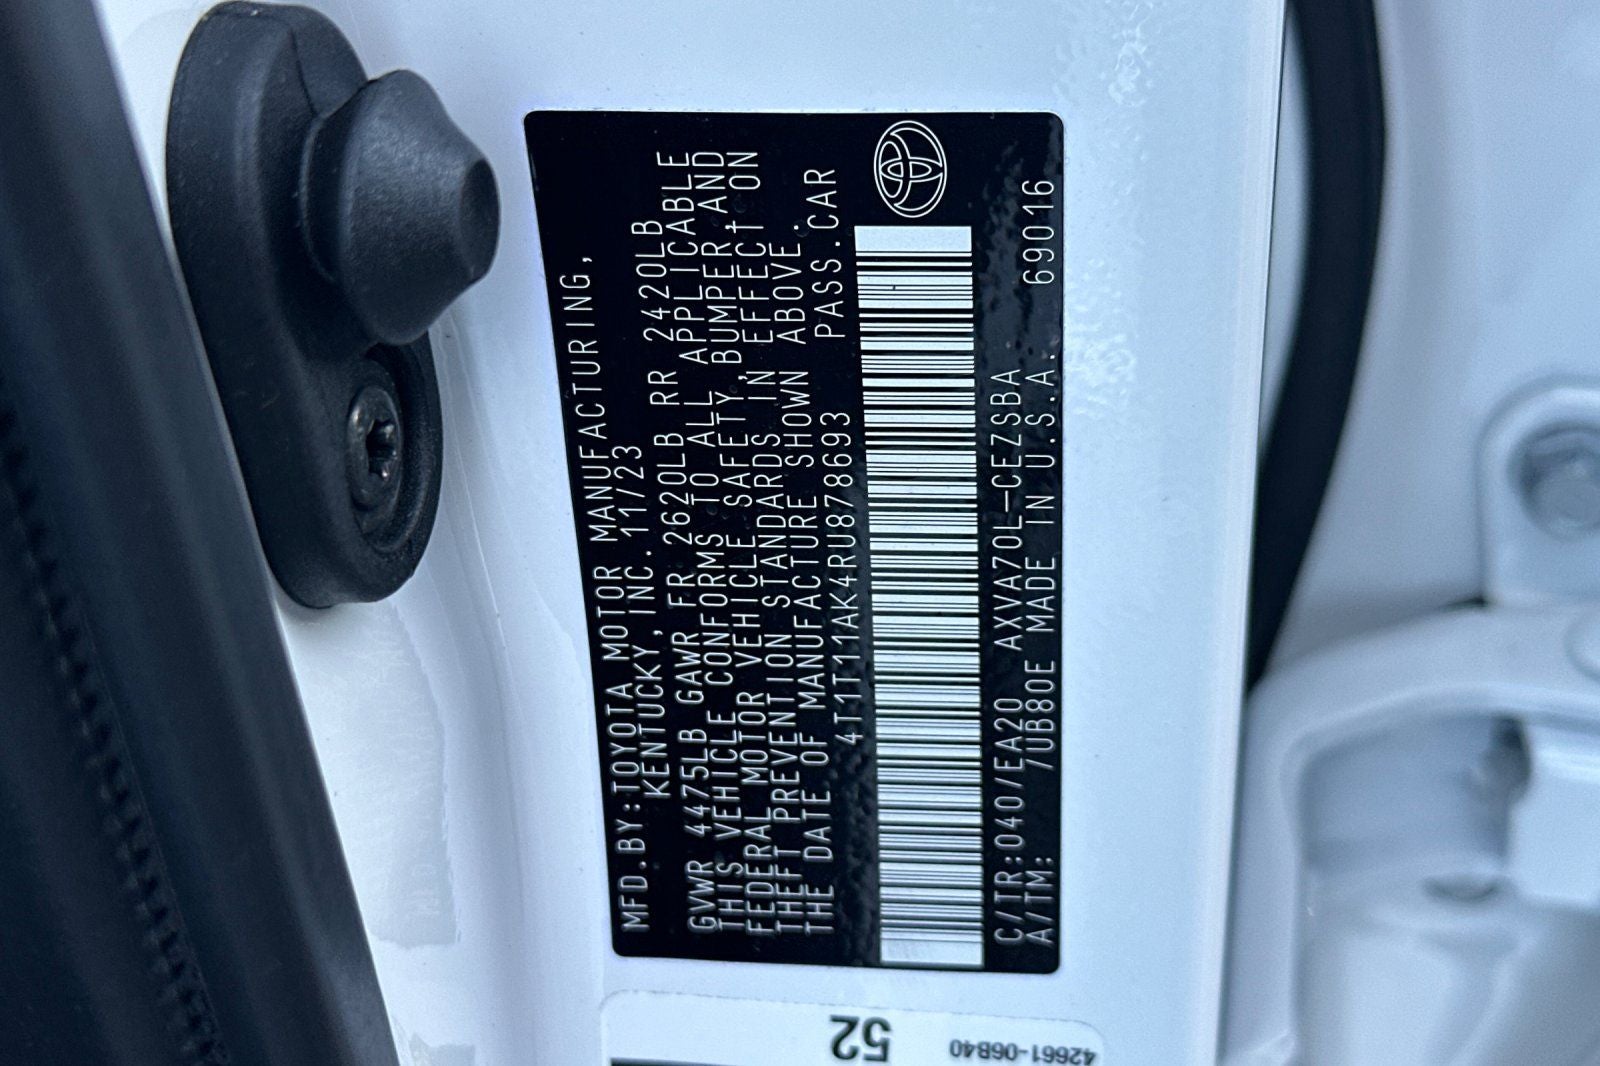 MFD.BY:TOYOTA MOTOR MANUFACTURING,
KENTUCKY, INC. 11/23
GVWR 4475LB GAWR FR 2620LB RR 2420LB
THIS VEHICLE CONFORMS TO ALL APPLICABLE
FEDERAL MOTOR VEHICLE SAFETY,BUMPER,AND
THEFT PREVENTION STANDARDS IN EFFECT ON
THE DATE OF MANUFACTURE SHOWN ABOVE.
4T1T11AK4RU878693 PASS.CAR
C/TR:040/EA20 AXVA70L-CEZSBA
A/TM: /UB80E MADE IN U.S.A. 69016
52
42661-06B40